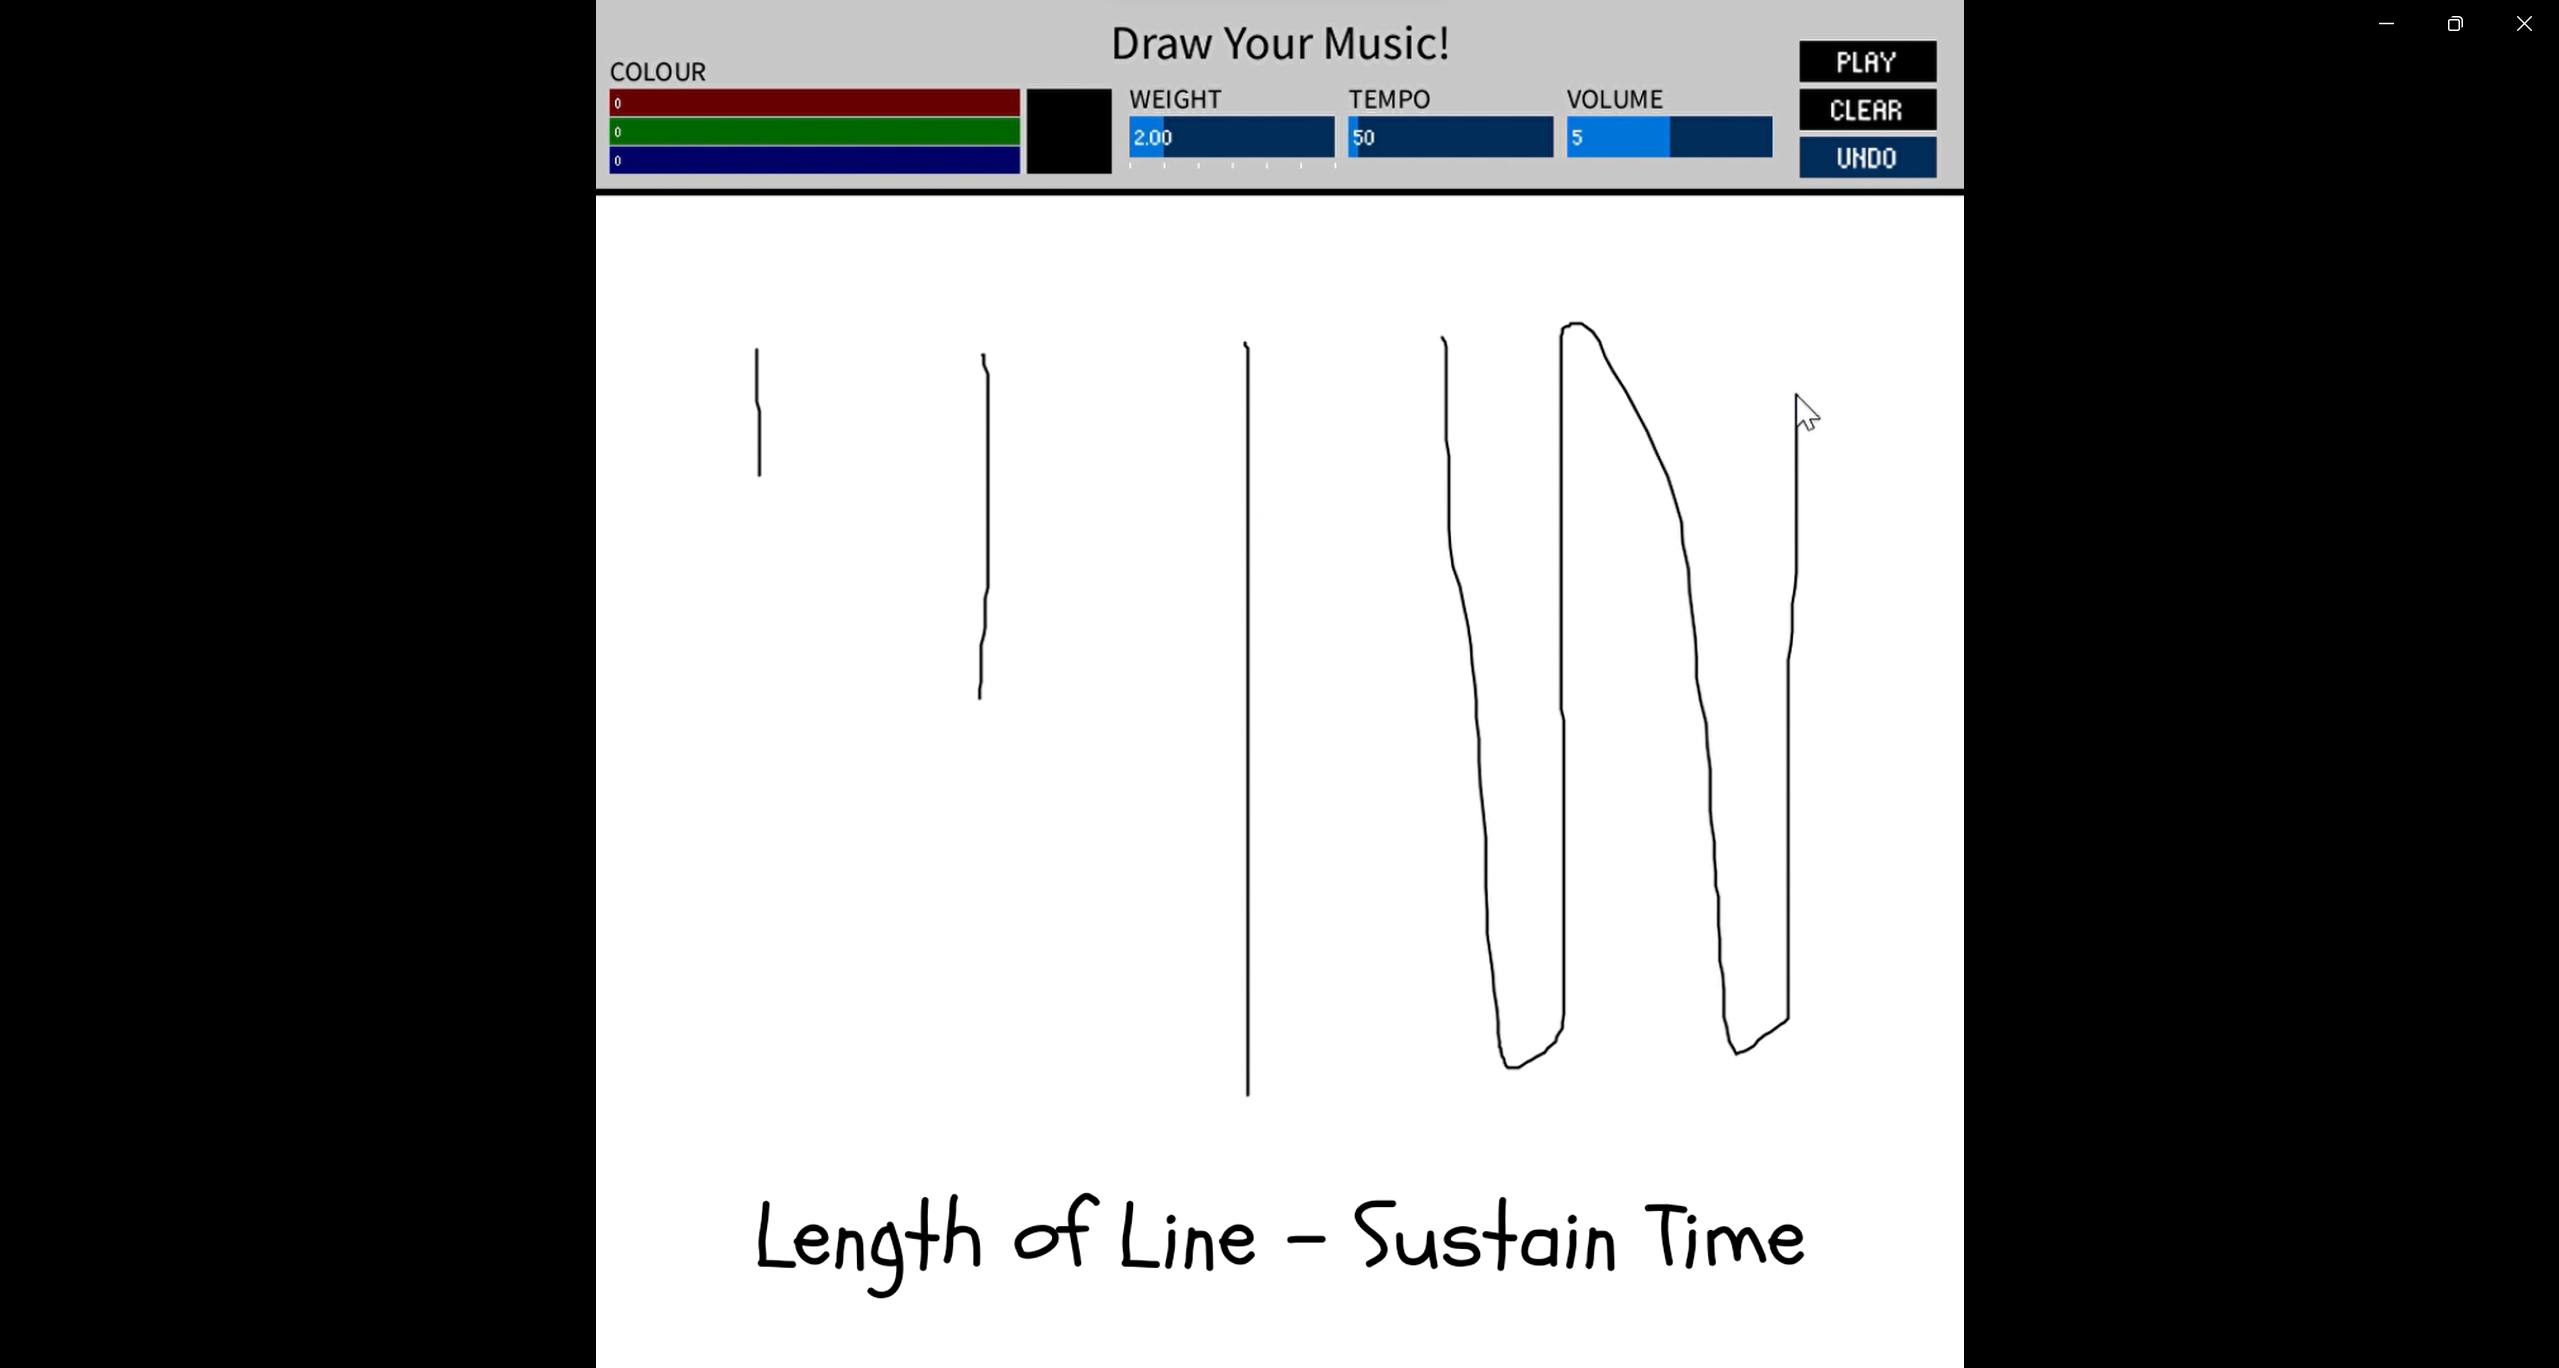 Draw Your Music!
COLOUR
0
0
0
WEIGHT
2.00
TEMPO
50
VOLUME
5
PLAY
CLEAR
UNDO
Length of Line - Sustain Time